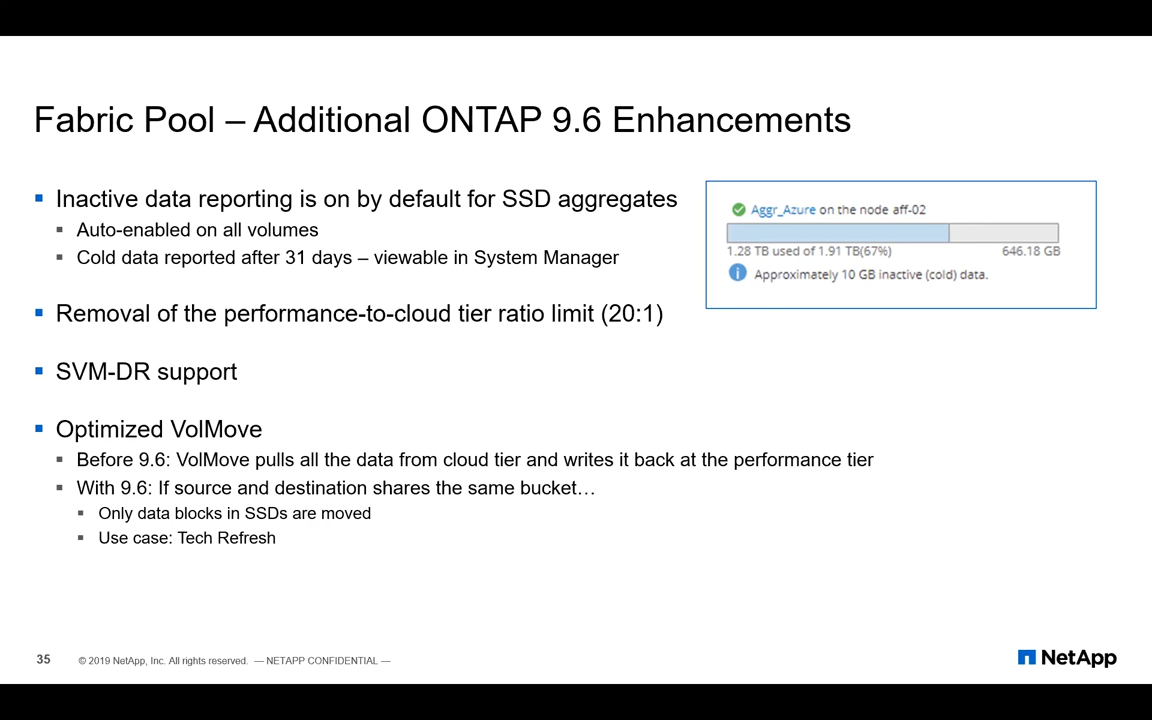 Fabric Pool – Additional ONTAP 9.6 Enhancements
Inactive data reporting is on by default for SSD aggregates
Auto-enabled on all volumes
Cold data reported after 31 days – viewable in System Manager
Aggr_Azure on the node aff-02
1.28 TB used of 1.91 TB(67%) 646.18 GB
i Approximately 10 GB inactive (cold) data.
Removal of the performance-to-cloud tier ratio limit (20:1)
SVM-DR support
Optimized VolMove
Before 9.6: VolMove pulls all the data from cloud tier and writes it back at the performance tier
With 9.6: If source and destination shares the same bucket…
Only data blocks in SSDs are moved
Use case: Tech Refresh
35 © 2019 NetApp, Inc. All rights reserved. — NETAPP CONFIDENTIAL —
NetApp